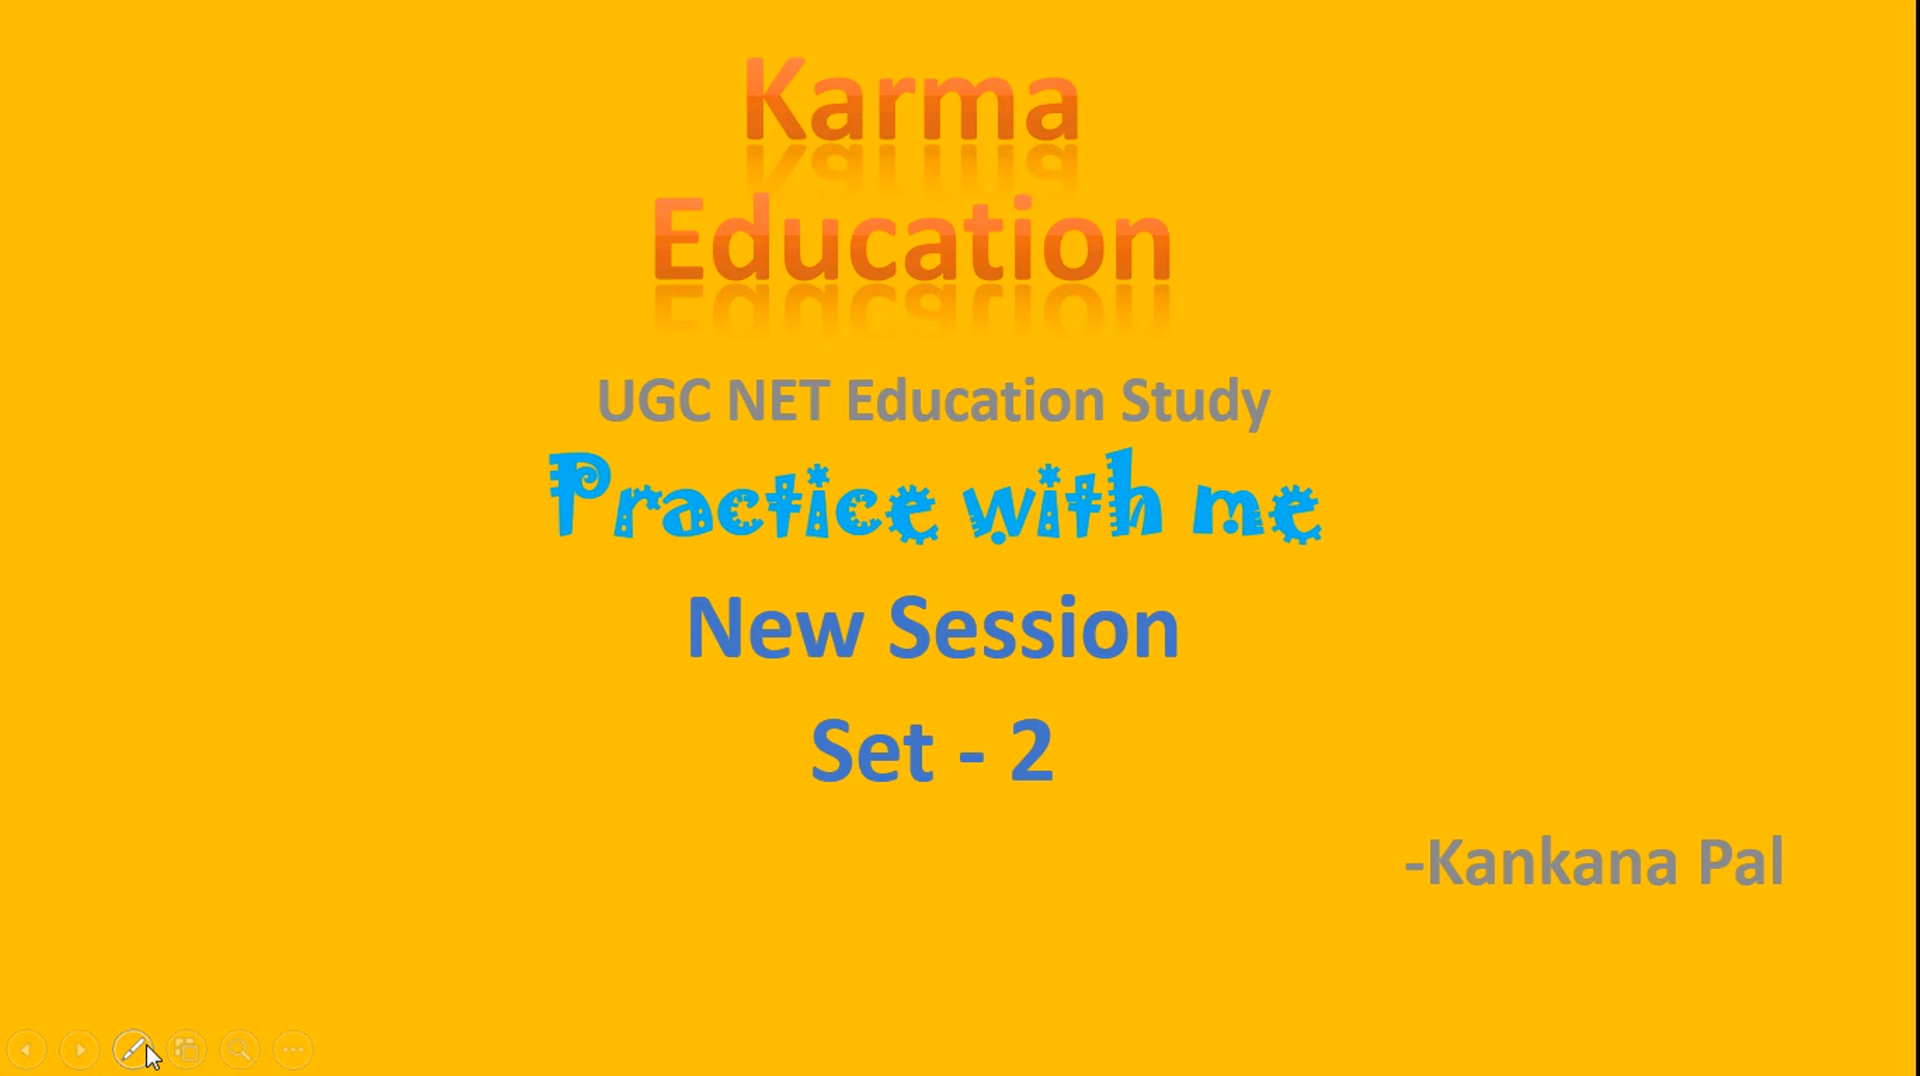 Karma
Education
UGC NET Education Study
Practice with me
New Session
Set - 2
-Kankana Pal